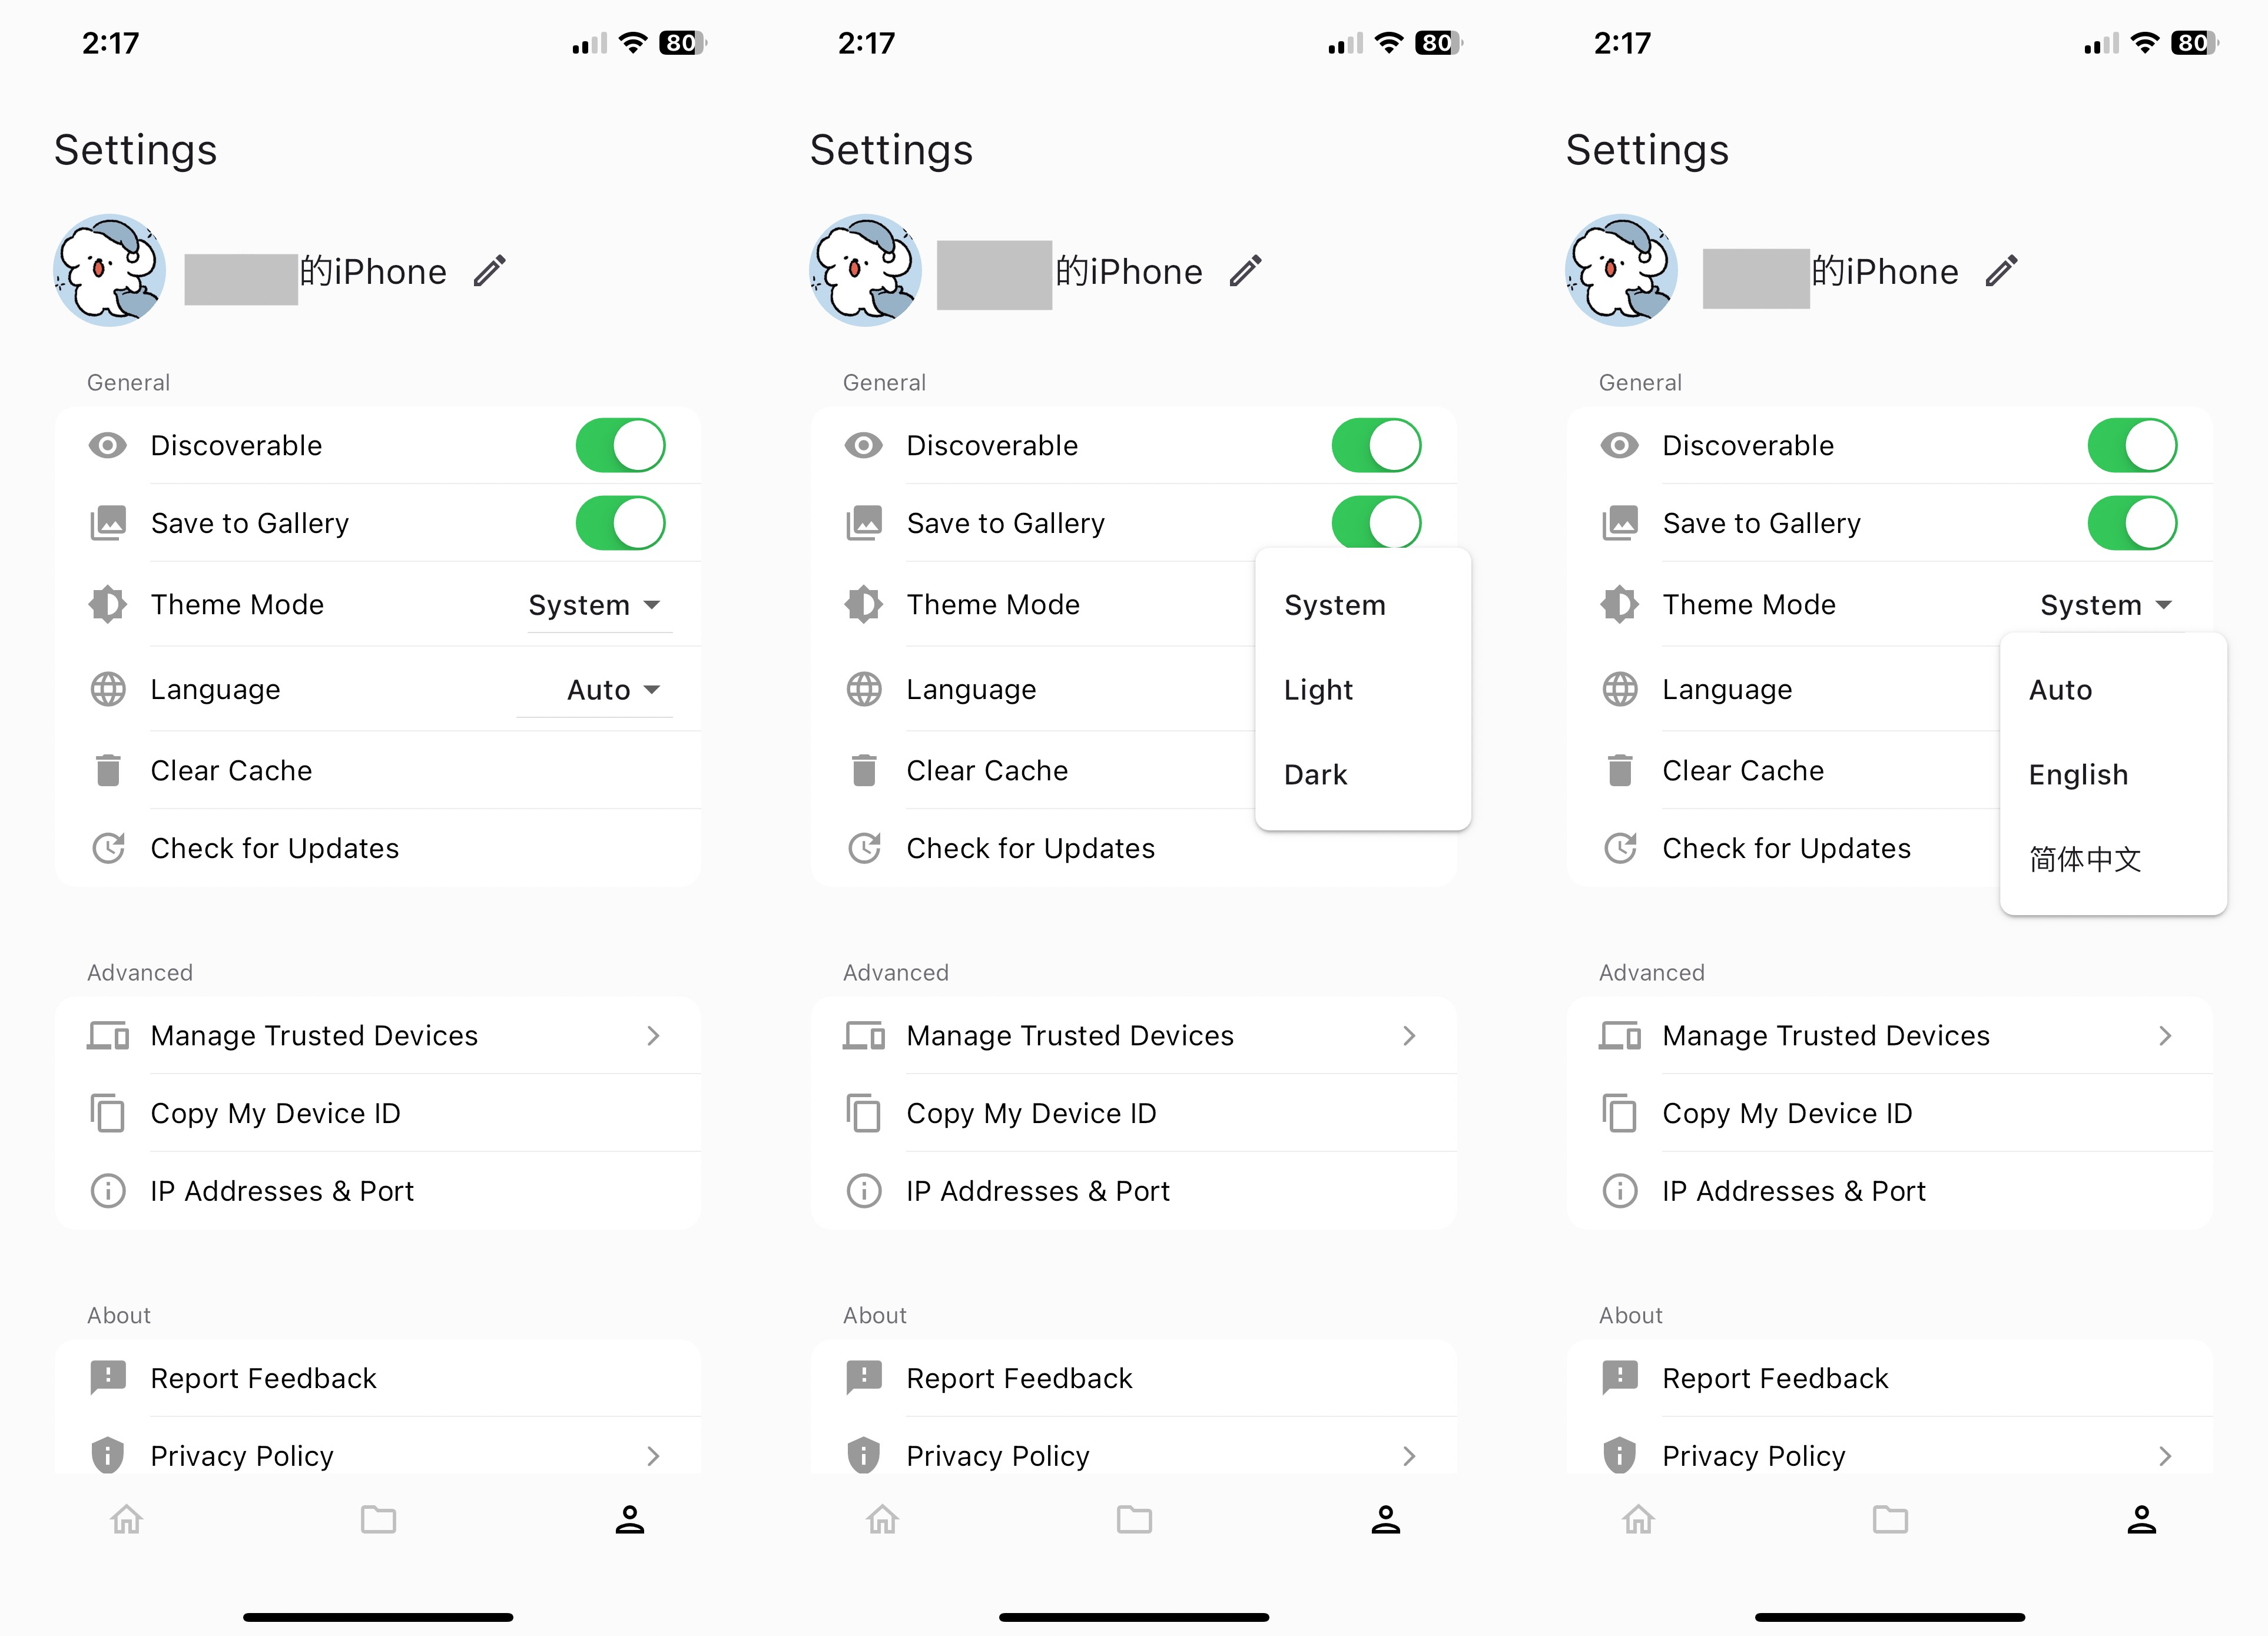 2:17
80
Settings
的iPhone
General
Discoverable
Save to Gallery
Theme Mode System
Language Auto
Clear Cache
Check for Updates
Advanced
Manage Trusted Devices
Copy My Device ID
IP Addresses & Port
About
Report Feedback
Privacy Policy
2:17
80
Settings
的iPhone
General
Discoverable
Save to Gallery
Theme Mode
System
Language
Light
Clear Cache
Dark
Check for Updates
Advanced
Manage Trusted Devices
Copy My Device ID
IP Addresses & Port
About
Report Feedback
Privacy Policy
2:17
80
Settings
的iPhone
General
Discoverable
Save to Gallery
Theme Mode System
Language
Auto
Clear Cache
English
Check for Updates
简体中文
Advanced
Manage Trusted Devices
Copy My Device ID
IP Addresses & Port
About
Report Feedback
Privacy Policy